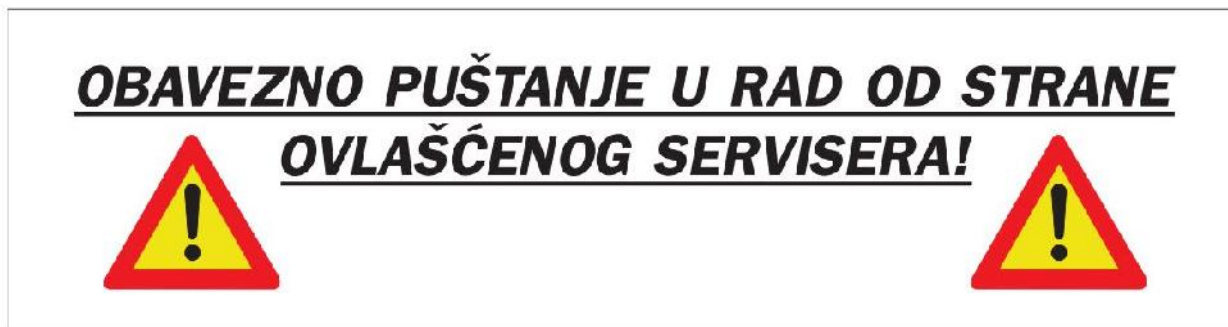 OBAVEZNO PUŠTANJE U RAD OD STRANE
OVLAŠĆENOG SERVISERA!